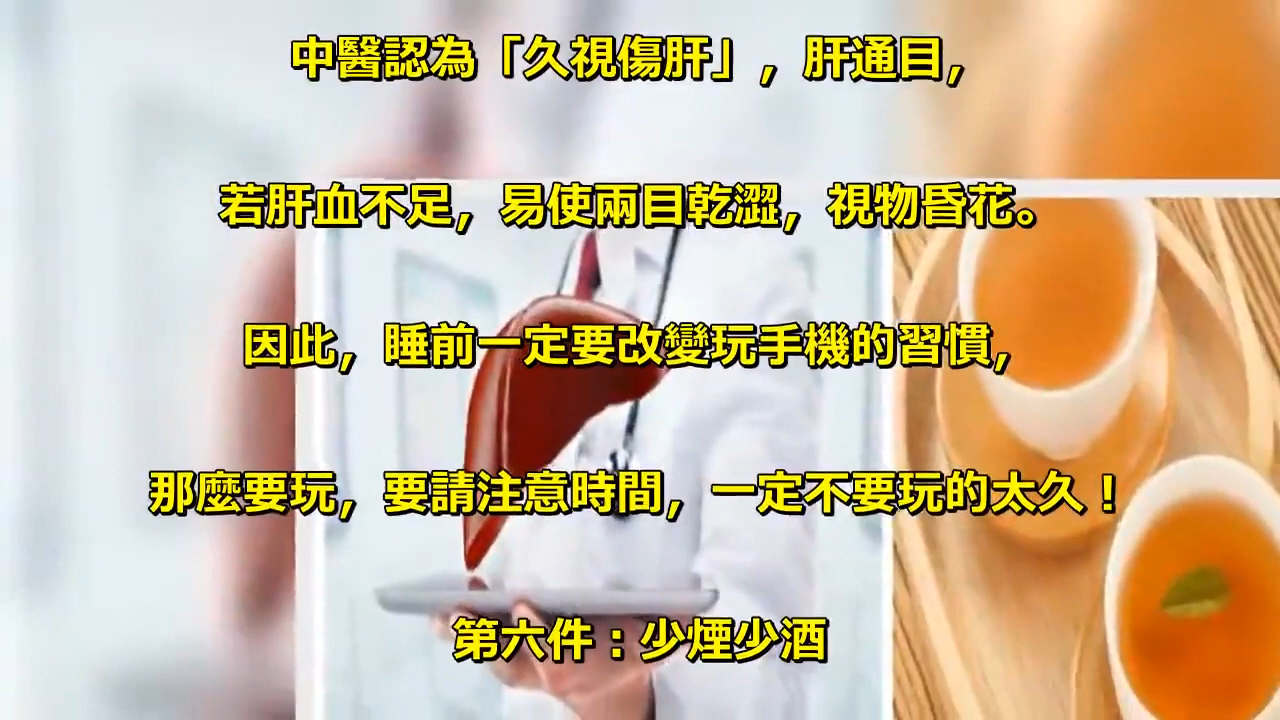 中醫認為「久視傷肝」，肝通目，
若肝血不足，易使兩目乾澀，視物昏花。
因此，睡前一定要改變玩手機的習慣，
那麼要玩，要請注意時間，一定不要玩的太久！
第六件：少煙少酒